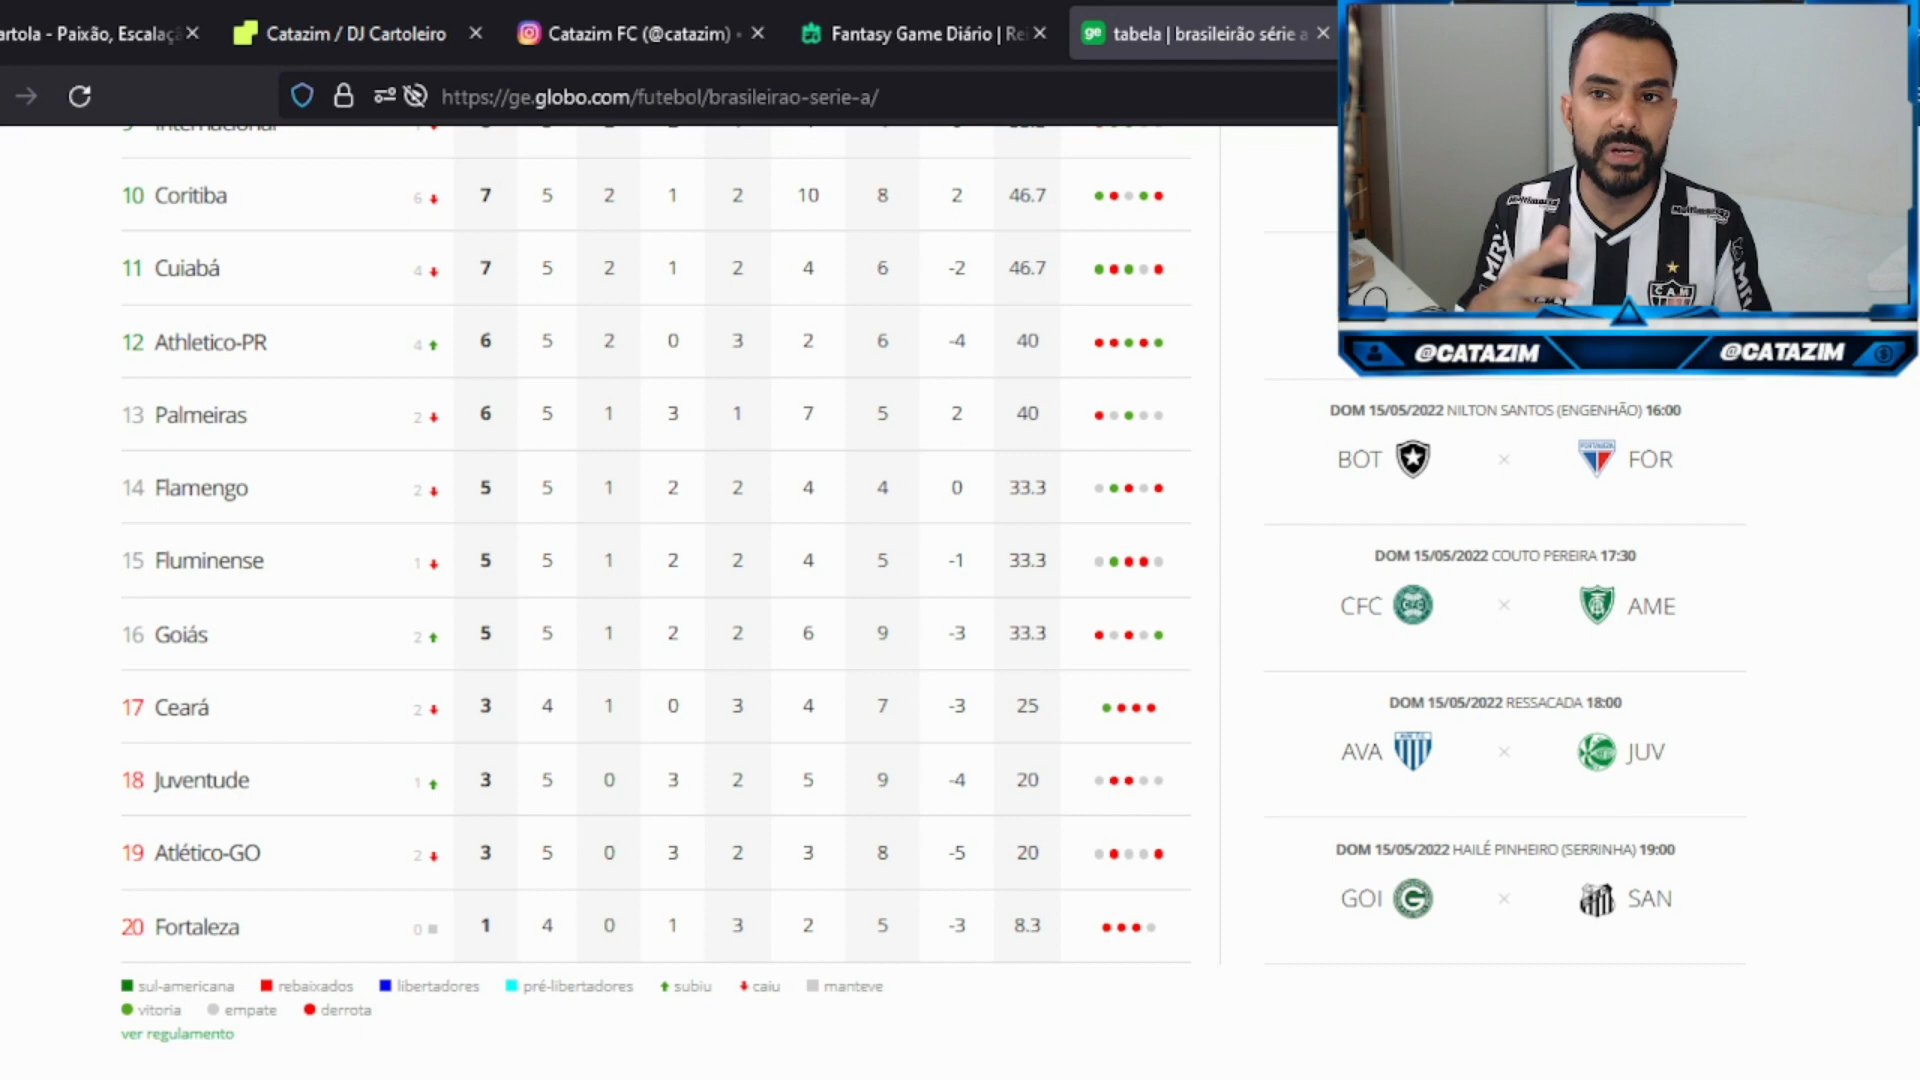 artola - Paixão, Escalaç
Catazim / DJ Cartoleiro
Catazim FC (@catazim) •
Fantasy Game Diário | Rei
ge tabela | brasileirão série a
https://ge.globo.com/futebol/brasileirao-serie-a/
9 Internacional
10 Coritiba 6 7 5 2 1 2 10 8 2 46.7
11 Cuiabá 4 7 5 2 1 2 4 6 -2 46.7
12 Athletico-PR 4 6 5 2 0 3 2 6 -4 40
13 Palmeiras 2 6 5 1 3 1 7 5 2 40
14 Flamengo 2 5 5 1 2 2 4 4 0 33.3
15 Fluminense 1 5 5 1 2 2 4 5 -1 33.3
16 Goiás 2 5 5 1 2 2 6 9 -3 33.3
17 Ceará 2 3 4 1 0 3 4 7 -3 25
18 Juventude 1 3 5 0 3 2 5 9 -4 20
19 Atlético-GO 2 3 5 0 3 2 3 8 -5 20
20 Fortaleza 0 1 4 0 1 3 2 5 -3 8.3
sul-americana rebaixados libertadores pré-libertadores subiu caiu manteve
vitoria empate derrota
ver regulamento
Multimarcas Multimarcas
MRV MRV
CAM
@CATAZIM @CATAZIM
DOM 15/05/2022 NILTON SANTOS (ENGENHÃO) 16:00
BOT × FOR
DOM 15/05/2022 COUTO PEREIRA 17:30
CFC × AME
DOM 15/05/2022 RESSACADA 18:00
AVA × JUV
DOM 15/05/2022 HAILÉ PINHEIRO (SERRINHA) 19:00
GOI × SAN